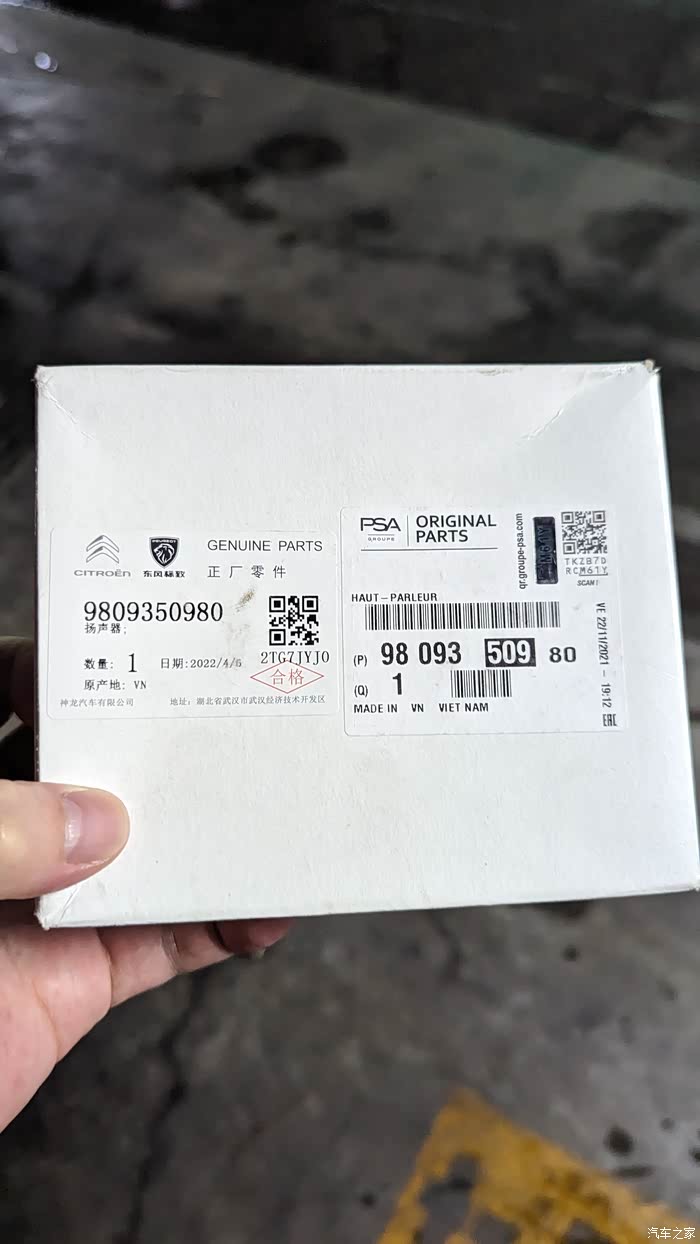 CITROËN
PEUGEOT
东风标致
GENUINE PARTS
正厂零件
9809350980
扬声器;
数量: 1 日期:2022/4/6
2TG7JYJ0
原产地: VN
合格
神龙汽车有限公司 地址: 湖北省武汉市武汉经济技术开发区
PSA
GROUPE
ORIGINAL
PARTS
qr.groupe-psa.com
TKZB7D
RCM61Y
SCAN!
HAUT-PARLEUR
(P) 98 093 509 80
(Q) 1
MADE IN VN VIET NAM
VE 22/11/2021 - 19:12
EAC
汽车之家